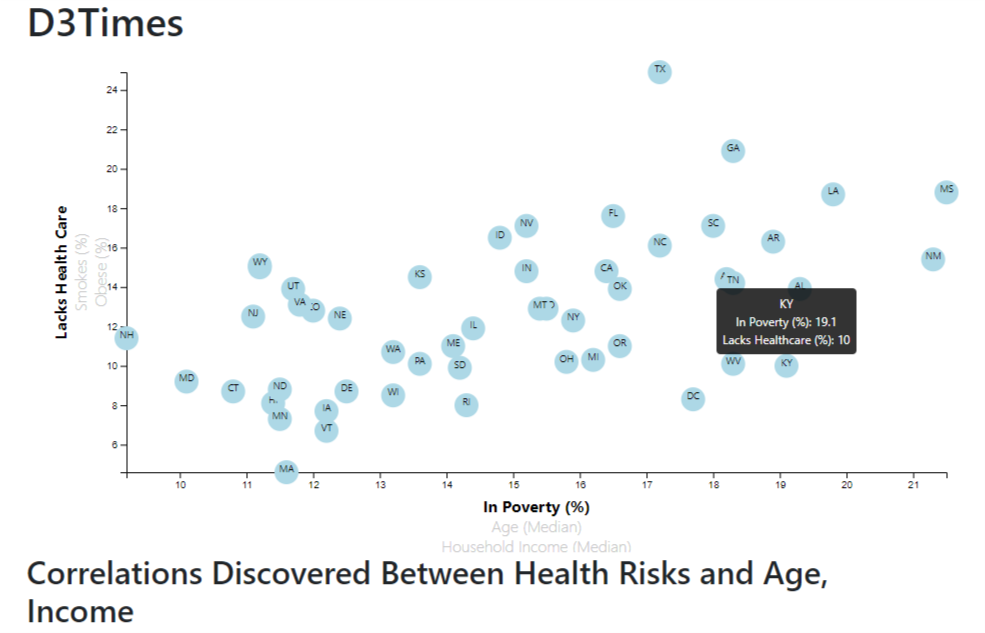 D3Times
24
22
20
18
16
14
12
10
8
6
Lacks Health Care
Smokes (%)
Obese (%)
TX
GA
MS
LA
FL
NV
SC
ID
NC
AR
NM
WY
IN
CA
KS
TN
UT
OK
AL
VA
MT
NJ
NE
NY
IL
NH
ME
OR
WA
MI
OH
PA
WV
KY
SD
MD
ND
CT
DE
WI
DC
RI
IA
MN
VT
MA
KY
In Poverty (%): 19.1
Lacks Healthcare (%): 10
10 11 12 13 14 15 16 17 18 19 20 21
In Poverty (%)
Age (Median)
Household Income (Median)
Correlations Discovered Between Health Risks and Age,
Income